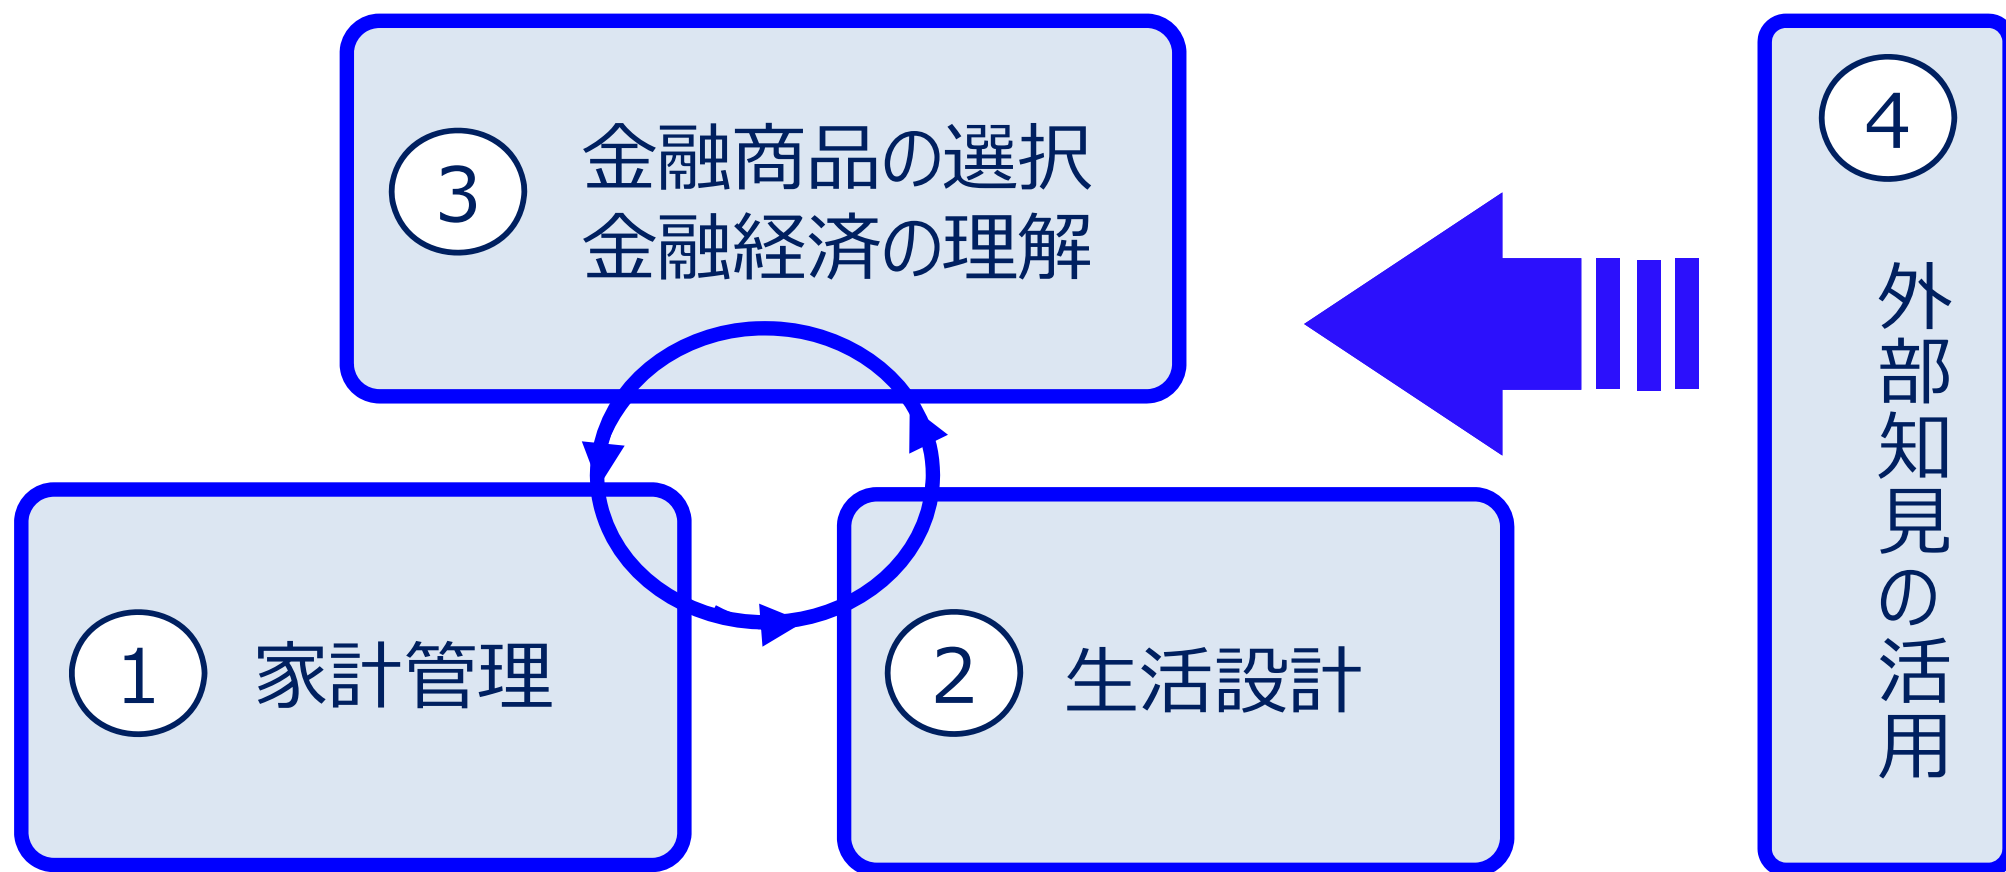 ③ 金融商品の選択
金融経済の理解
① 家計管理
② 生活設計
④
外部知見の活用